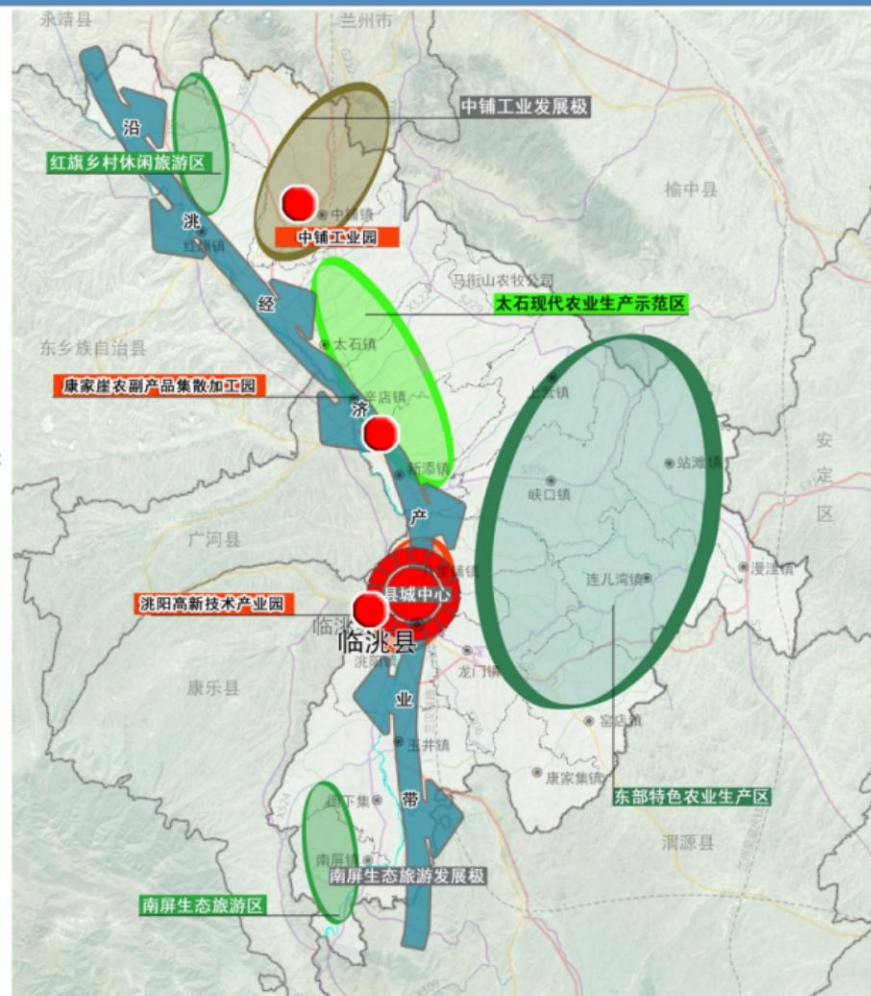 永靖县
兰州市
中铺工业发展极
沿
红旗乡村休闲旅游区
榆中县
洮
中铺镇
红旗镇
中铺工业园
马衔山农牧公司
经
太石现代农业生产示范区
东乡族自治县
太石镇
康家崖农副产品集散加工园
辛店镇
上营镇
济
安定区
站滩镇
新添镇
峡口镇
产
广河县
八里铺镇
漫洼镇
连儿湾镇
县城中心
洮阳高新技术产业园
临洮县
洮阳镇
龙门镇
康乐县
业
窑店镇
玉井镇
康家集镇
带
衙下集
东部特色农业生产区
渭源县
南屏镇
南屏生态旅游发展极
南屏生态旅游区